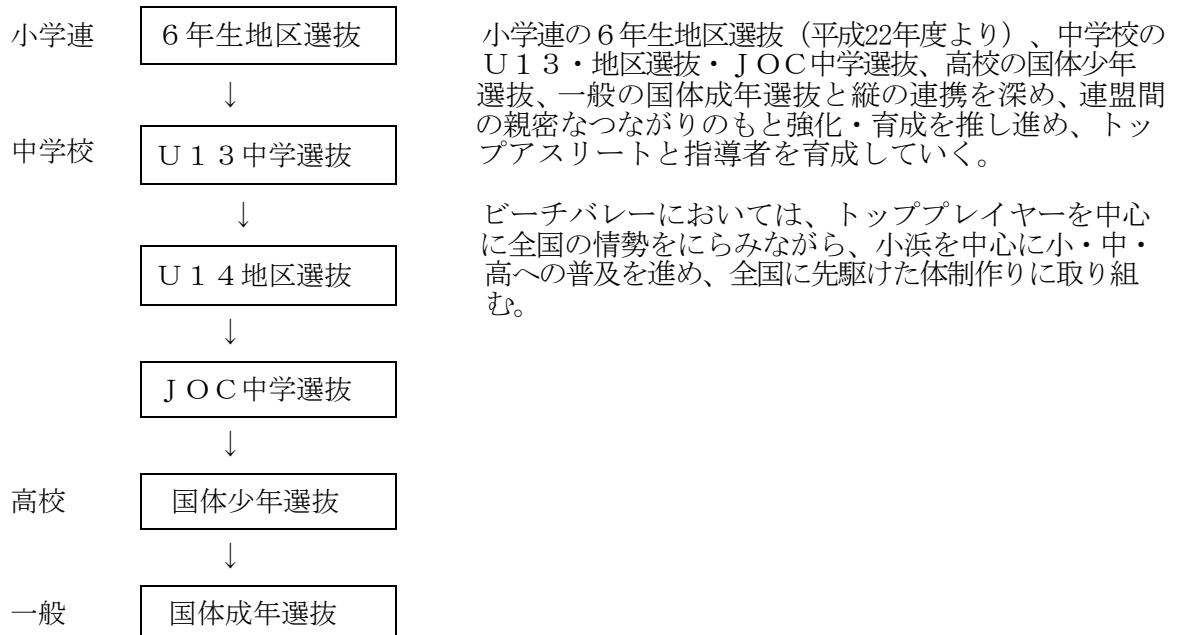 小学連
６年生地区選抜
↓
中学校
Ｕ１３中学選抜
↓
Ｕ１４地区選抜
↓
ＪＯＣ中学選抜
↓
高校
国体少年選抜
↓
一般
国体成年選抜
小学連の６年生地区選抜（平成22年度より）、中学校の
Ｕ１３・地区選抜・ＪＯＣ中学選抜、高校の国体少年
選抜、一般の国体成年選抜と縦の連携を深め、連盟間
の親密なつながりのもと強化・育成を推し進め、トッ
プアスリートと指導者を育成していく。
ビーチバレーにおいては、トッププレイヤーを中心
に全国の情勢をにらみながら、小浜を中心に小・中・
高への普及を進め、全国に先駆けた体制作りに取り組
む。